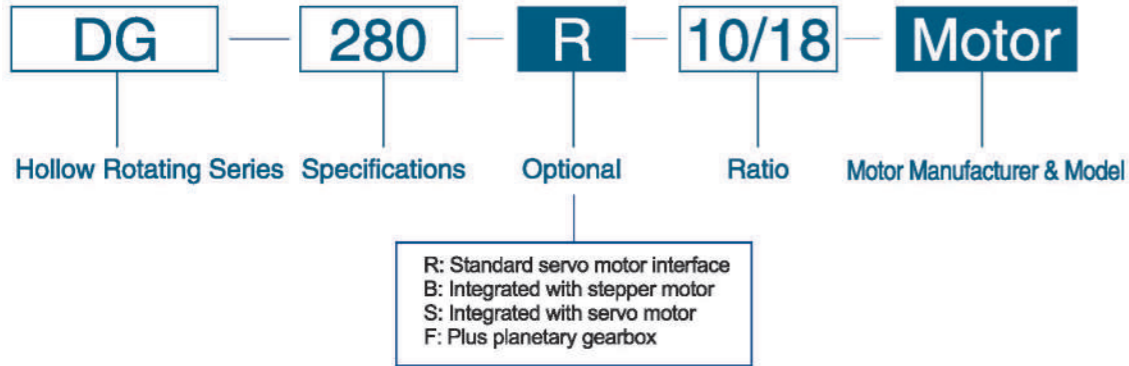 DG 280 R 10/18 Motor
Hollow Rotating Series Specifications Optional Ratio Motor Manufacturer & Model
R: Standard servo motor interface
B: Integrated with stepper motor
S: Integrated with servo motor
F: Plus planetary gearbox